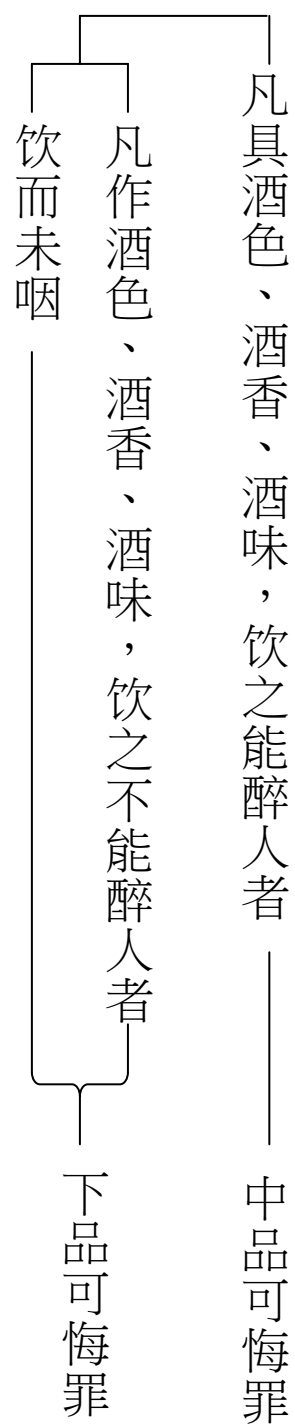 凡具酒色、酒香、酒味，饮之能醉人者
中品可悔罪
凡作酒色、酒香、酒味，饮之不能醉人者
饮而未咽
下品可悔罪